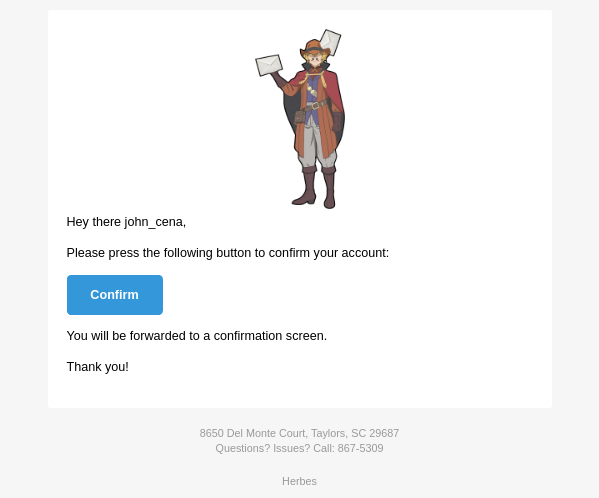 Hey there john_cena,
Please press the following button to confirm your account:
Confirm
You will be forwarded to a confirmation screen.
Thank you!
8650 Del Monte Court, Taylors, SC 29687
Questions? Issues? Call: 867-5309
Herbes